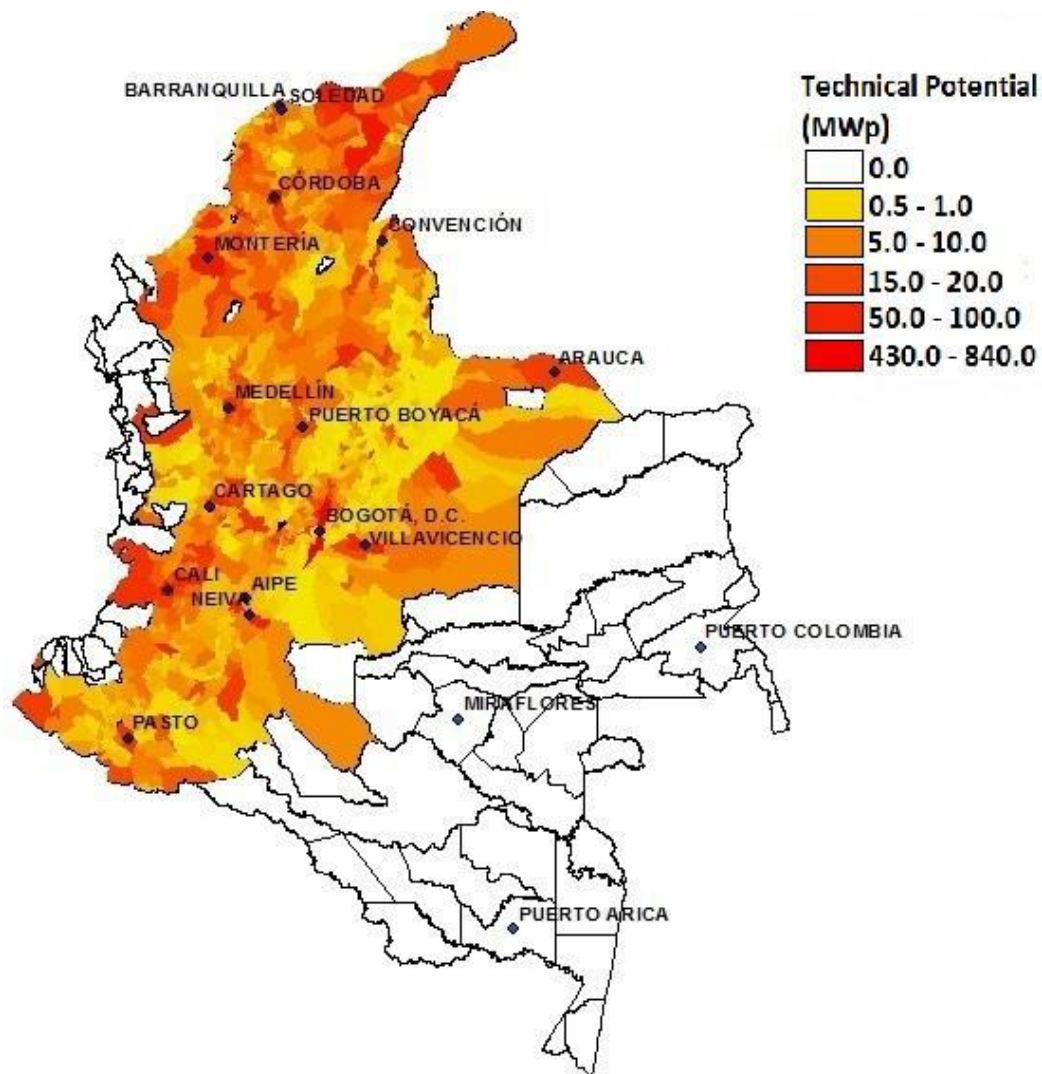 Technical Potential
(MWp)
0.0
0.5 - 1.0
5.0 - 10.0
15.0 - 20.0
50.0 - 100.0
430.0 - 840.0
BARRANQUILLA
SOLEDAD
CÓRDOBA
CONVENCIÓN
MONTERÍA
ARAUCA
MEDELLÍN
PUERTO BOYACÁ
CARTAGO
BOGOTÁ, D.C.
VILLAVICENCIO
CALI
AIPE
NEIVA
PUERTO COLOMBIA
MIRAFLORES
PASTO
PUERTO ARICA